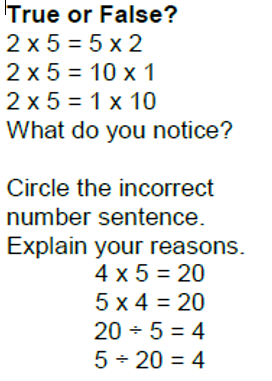 True or False?
2 x 5 = 5 x 2
2 x 5 = 10 x 1
2 x 5 = 1 x 10
What do you notice?
Circle the incorrect
number sentence.
Explain your reasons.
4 x 5 = 20
5 x 4 = 20
20 ÷ 5 = 4
5 ÷ 20 = 4